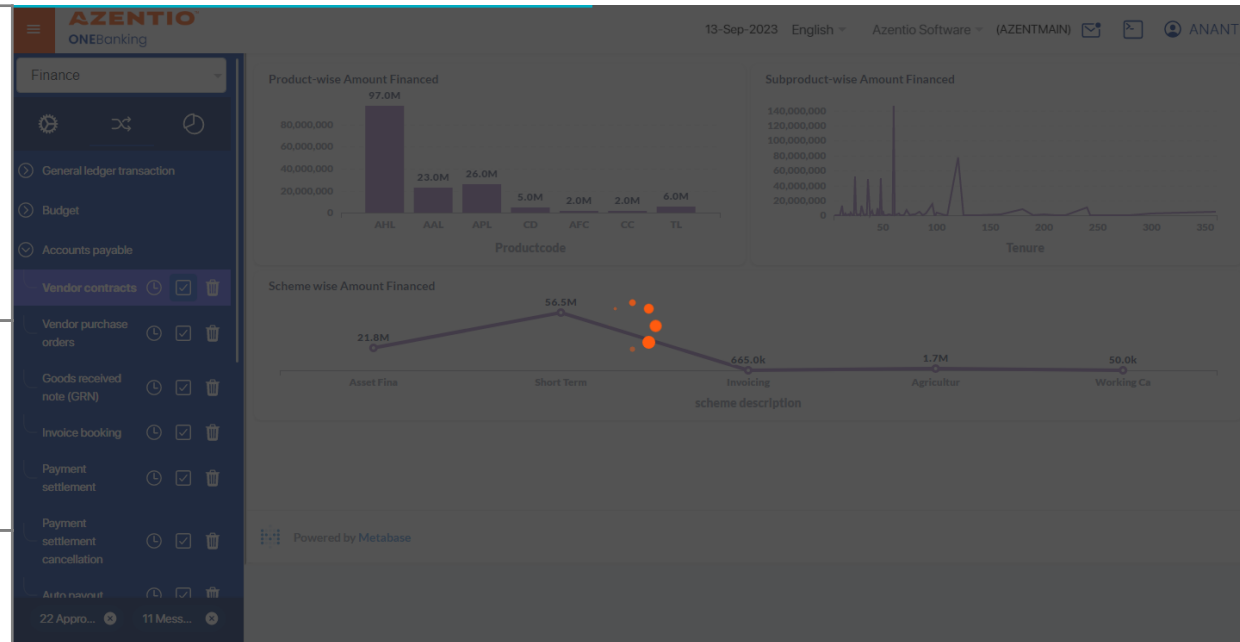 AZENTIO
ONEBanking
13-Sep-2023 English Azentio Software (AZENTMAIN) ANANT
Finance
General ledger transaction
Budget
Accounts payable
Vendor contracts
Vendor purchase
orders
Goods received
note (GRN)
Invoice booking
Payment
settlement
Payment
settlement
cancellation
Auto payout
22 Appro... 11 Mess...
Product-wise Amount Financed
97.0M
80,000,000
60,000,000
40,000,000
20,000,000
0
23.0M 26.0M 5.0M 2.0M 2.0M 6.0M
AHL AAL APL CD AFC CC TL
Productcode
Subproduct-wise Amount Financed
140,000,000
120,000,000
100,000,000
80,000,000
60,000,000
40,000,000
20,000,000
0
50 100 150 200 250 300 350
Tenure
Scheme wise Amount Financed
21.8M 56.5M 665.0k 1.7M 50.0k
Asset Fina Short Term Invoicing Agricultur Working Ca
scheme description
Powered by Metabase